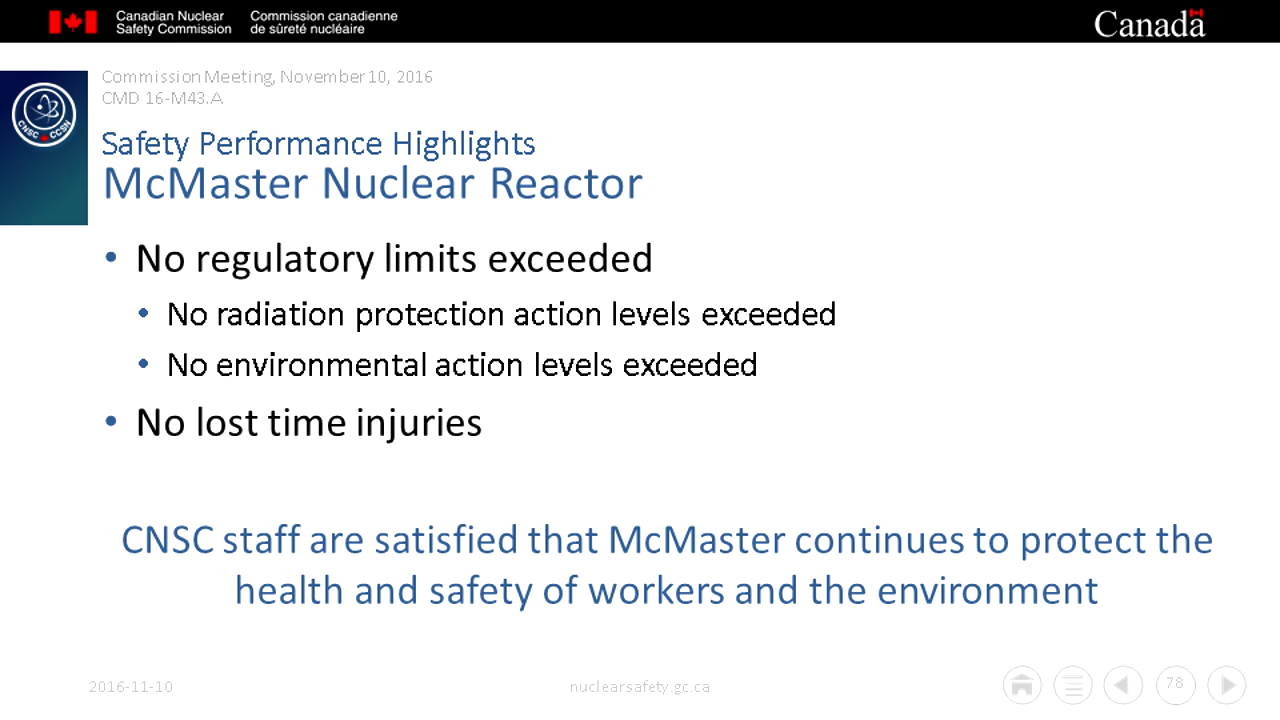 Canadian Nuclear Safety Commission
Commission canadienne de sûreté nucléaire
Canada
Commission Meeting, November 10, 2016
CMD 16-M43.A
CNSC CCSN
Safety Performance Highlights
McMaster Nuclear Reactor
• No regulatory limits exceeded
• No radiation protection action levels exceeded
• No environmental action levels exceeded
• No lost time injuries
CNSC staff are satisfied that McMaster continues to protect the
health and safety of workers and the environment
2016-11-10
nuclearsafety.gc.ca
78